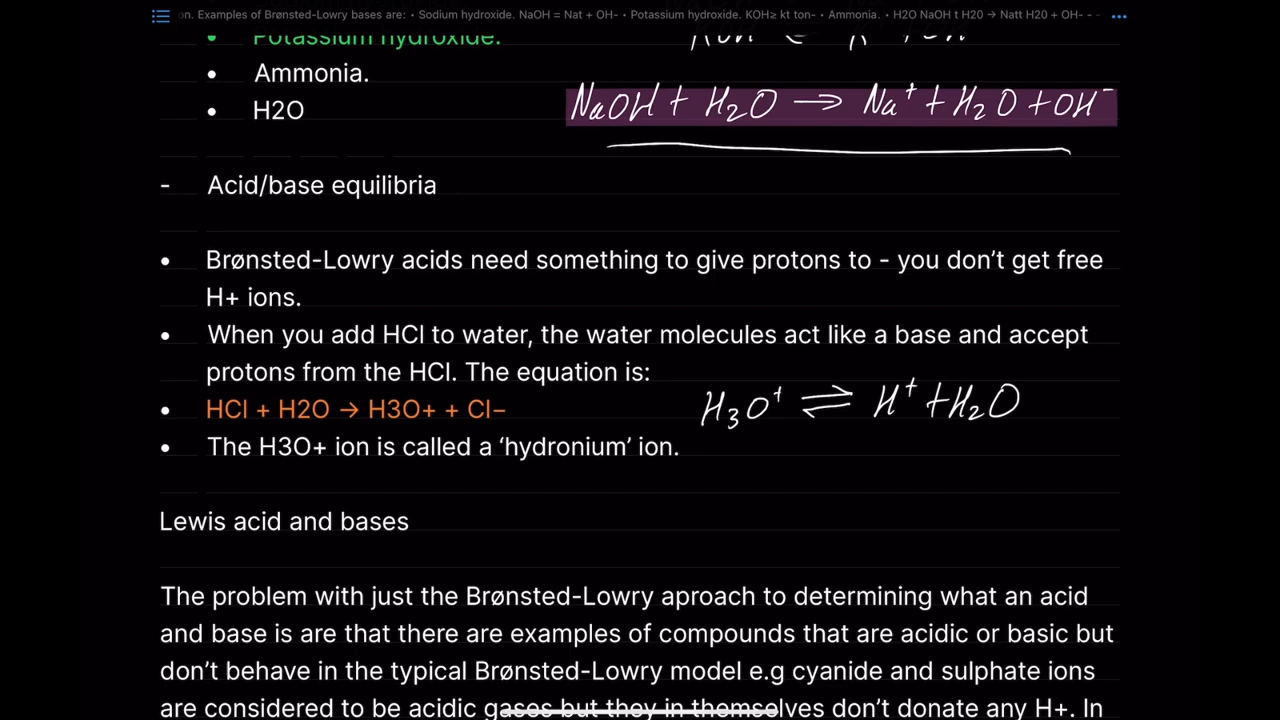 on. Examples of Brønsted-Lowry bases are: • Sodium hydroxide. NaOH = Nat + OH- • Potassium hydroxide. KOH≥ kt ton- • Ammonia. • H2O NaOH t H20 → Natt H20 + OH- - -
• Potassium hydroxide.
• Ammonia.
• H2O NaOH + H2O → Na+ + H2O + OH-
- Acid/base equilibria
• Brønsted-Lowry acids need something to give protons to - you don’t get free
H+ ions.
• When you add HCl to water, the water molecules act like a base and accept
protons from the HCl. The equation is:
• HCl + H2O → H3O+ + Cl− H3O+ ⇌ H+ + H2O
• The H3O+ ion is called a ‘hydronium’ ion.
Lewis acid and bases
The problem with just the Brønsted-Lowry aproach to determining what an acid
and base is are that there are examples of compounds that are acidic or basic but
don’t behave in the typical Brønsted-Lowry model e.g cyanide and sulphate ions
are considered to be acidic gases but they in themselves don’t donate any H+. In